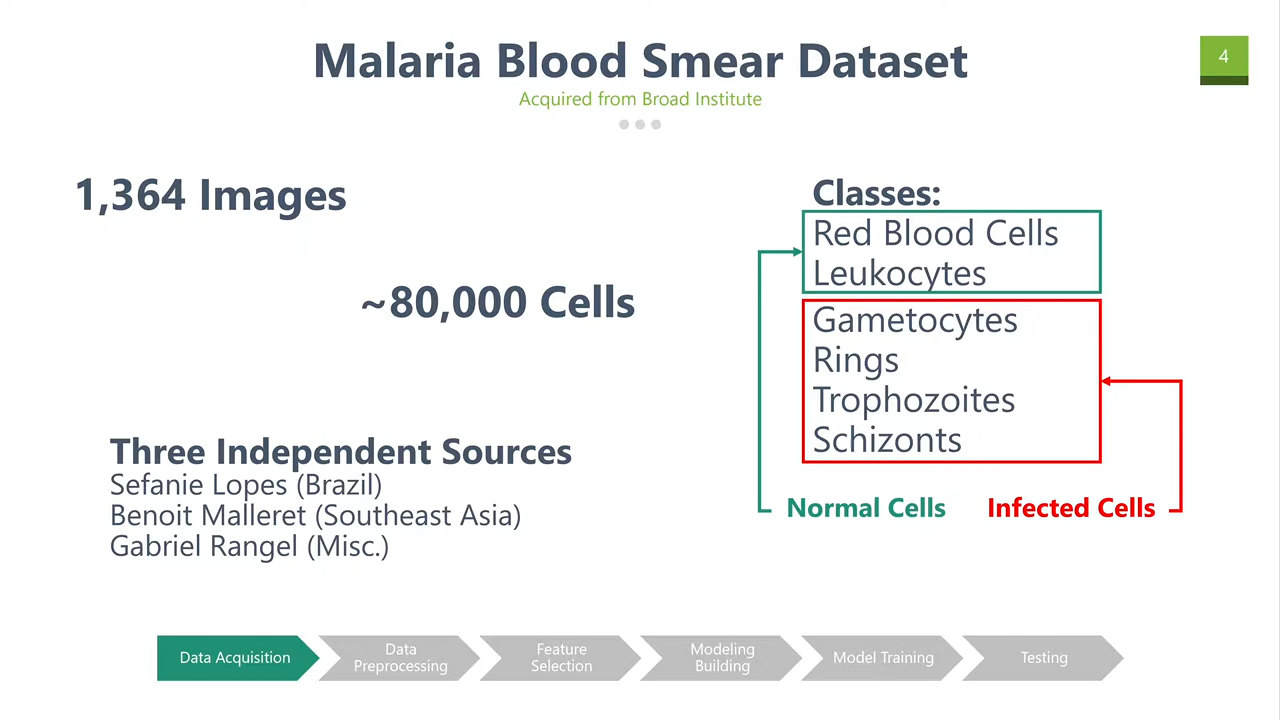 Malaria Blood Smear Dataset
4
Acquired from Broad Institute
1,364 Images
~80,000 Cells
Three Independent Sources
Sefanie Lopes (Brazil)
Benoit Malleret (Southeast Asia)
Gabriel Rangel (Misc.)
Classes:
Red Blood Cells
Leukocytes
Gametocytes
Rings
Trophozoites
Schizonts
Normal Cells
Infected Cells
Data Acquisition
Data
Preprocessing
Feature
Selection
Modeling
Building
Model Training
Testing